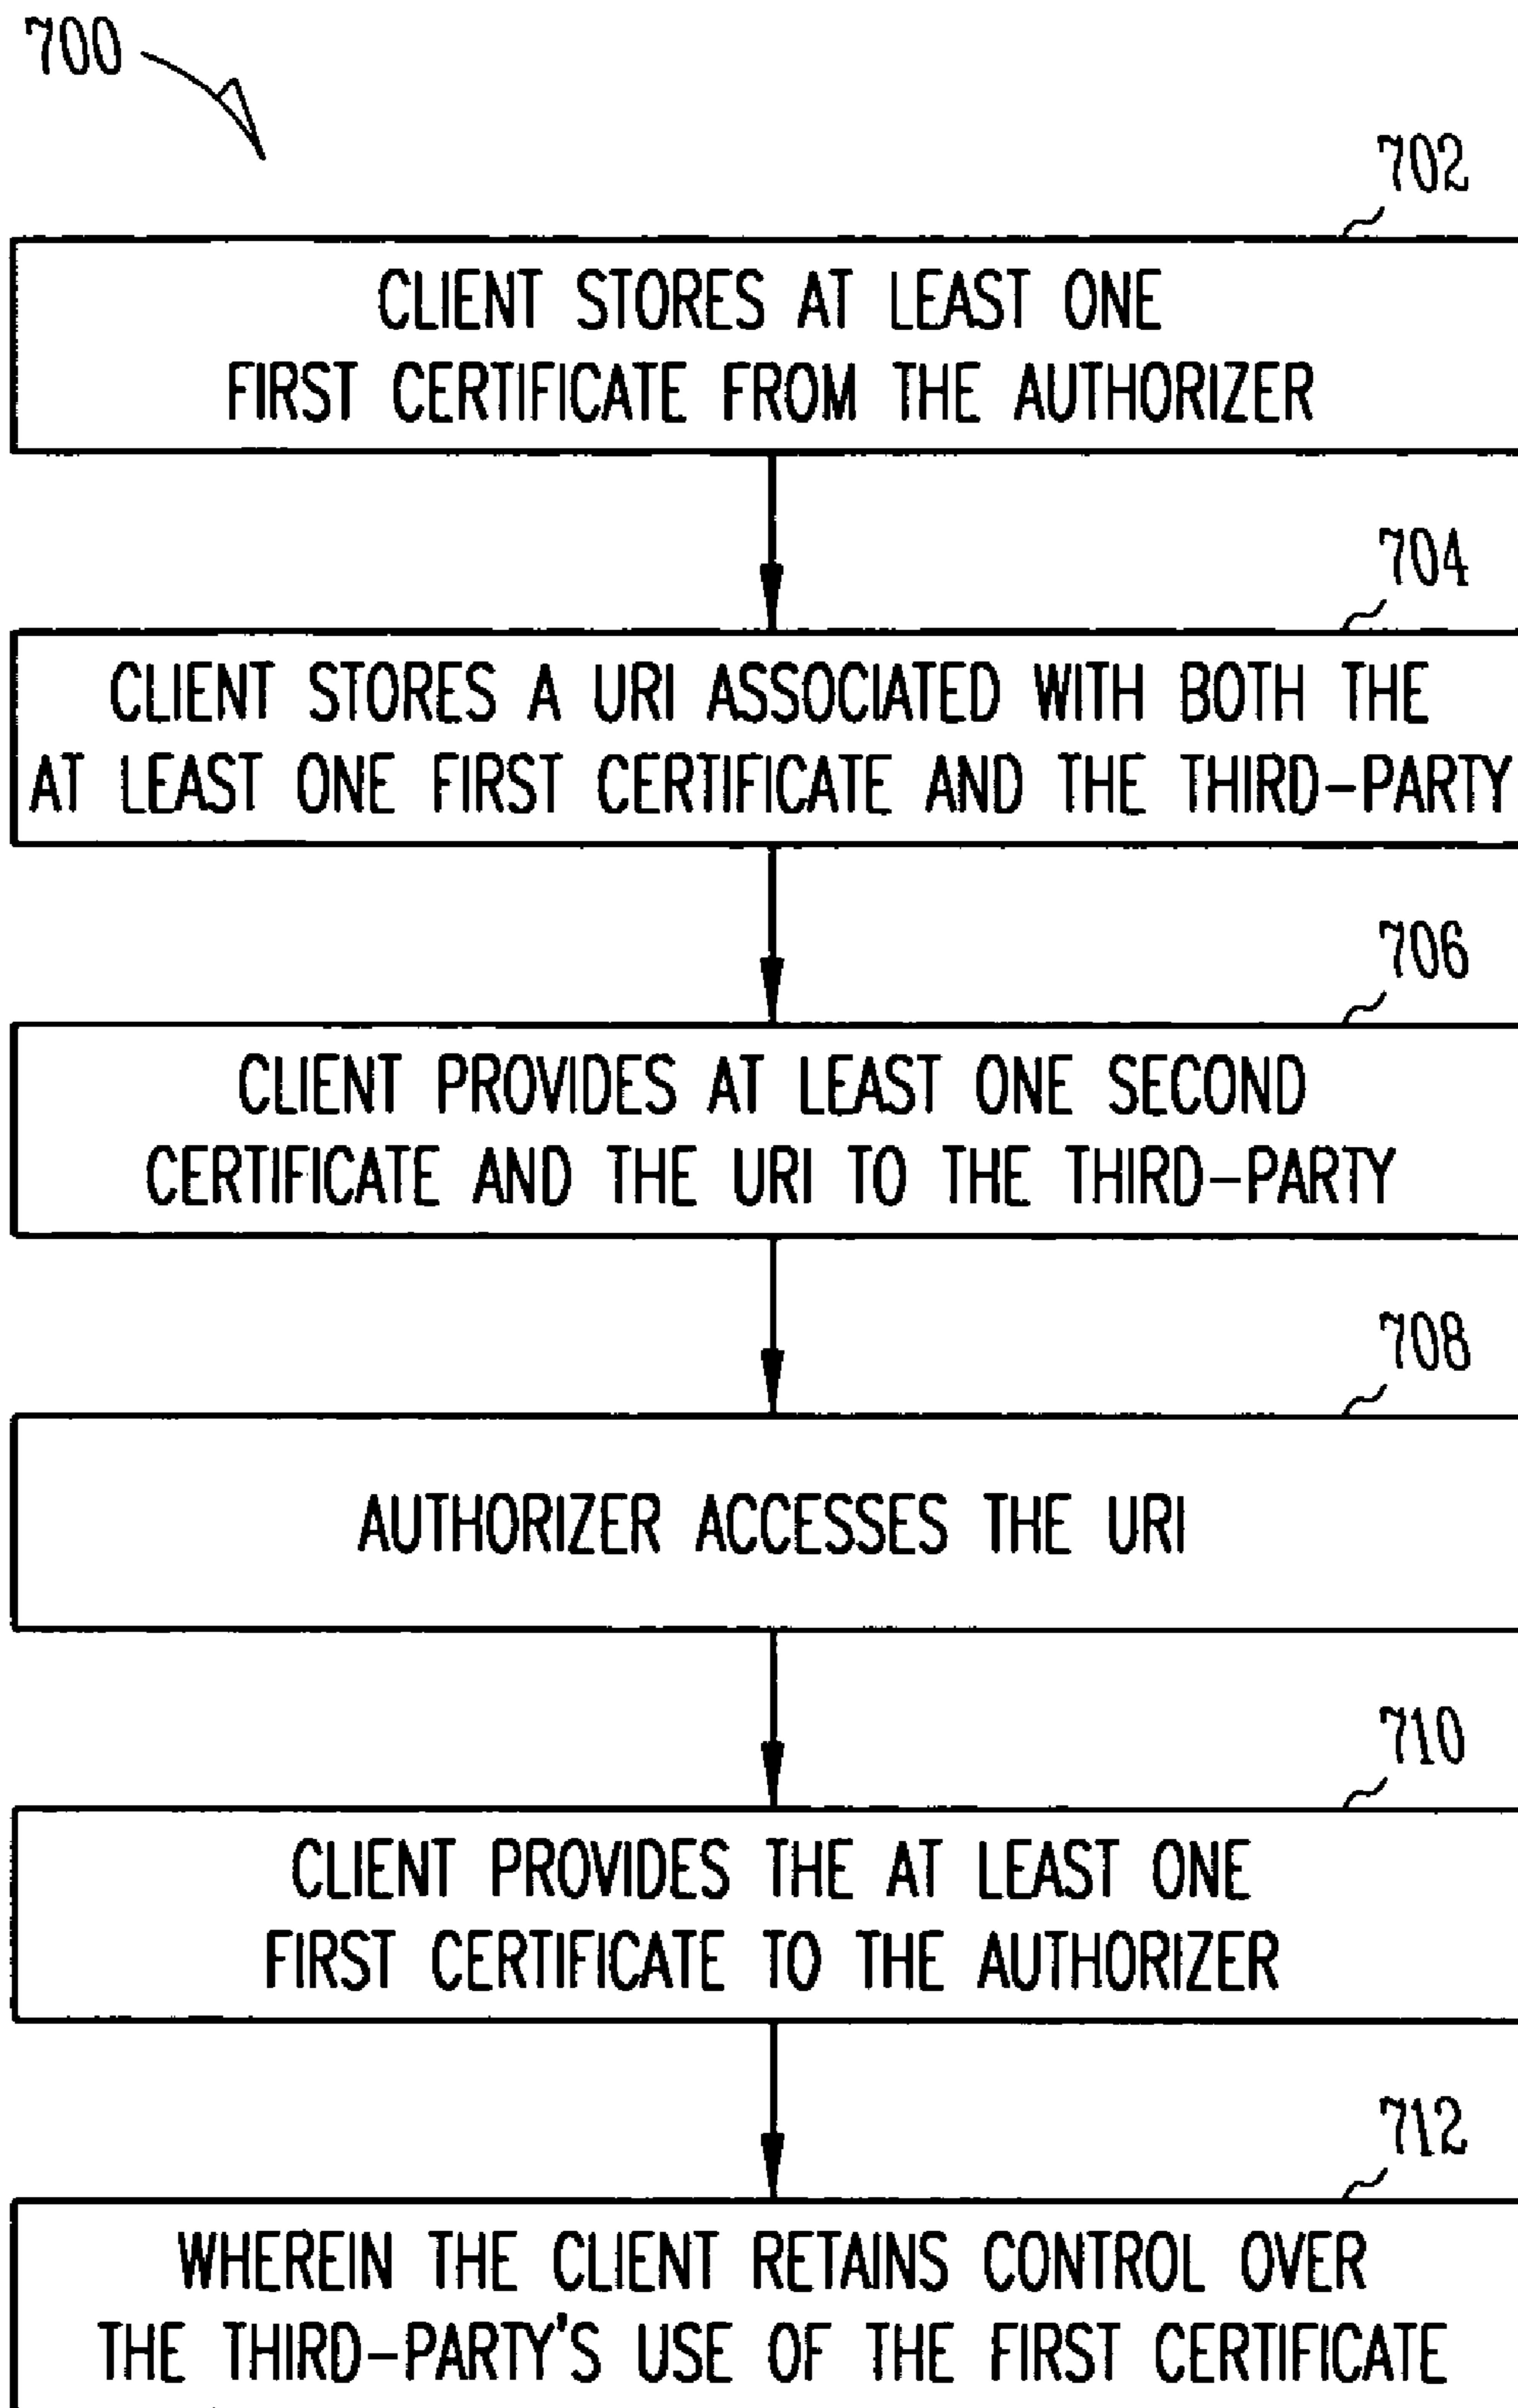 700
702
CLIENT STORES AT LEAST ONE
FIRST CERTIFICATE FROM THE AUTHORIZER
704
CLIENT STORES A URI ASSOCIATED WITH BOTH THE
AT LEAST ONE FIRST CERTIFICATE AND THE THIRD-PARTY
706
CLIENT PROVIDES AT LEAST ONE SECOND
CERTIFICATE AND THE URI TO THE THIRD-PARTY
708
AUTHORIZER ACCESSES THE URI
710
CLIENT PROVIDES THE AT LEAST ONE
FIRST CERTIFICATE TO THE AUTHORIZER
712
WHEREIN THE CLIENT RETAINS CONTROL OVER
THE THIRD-PARTY'S USE OF THE FIRST CERTIFICATE